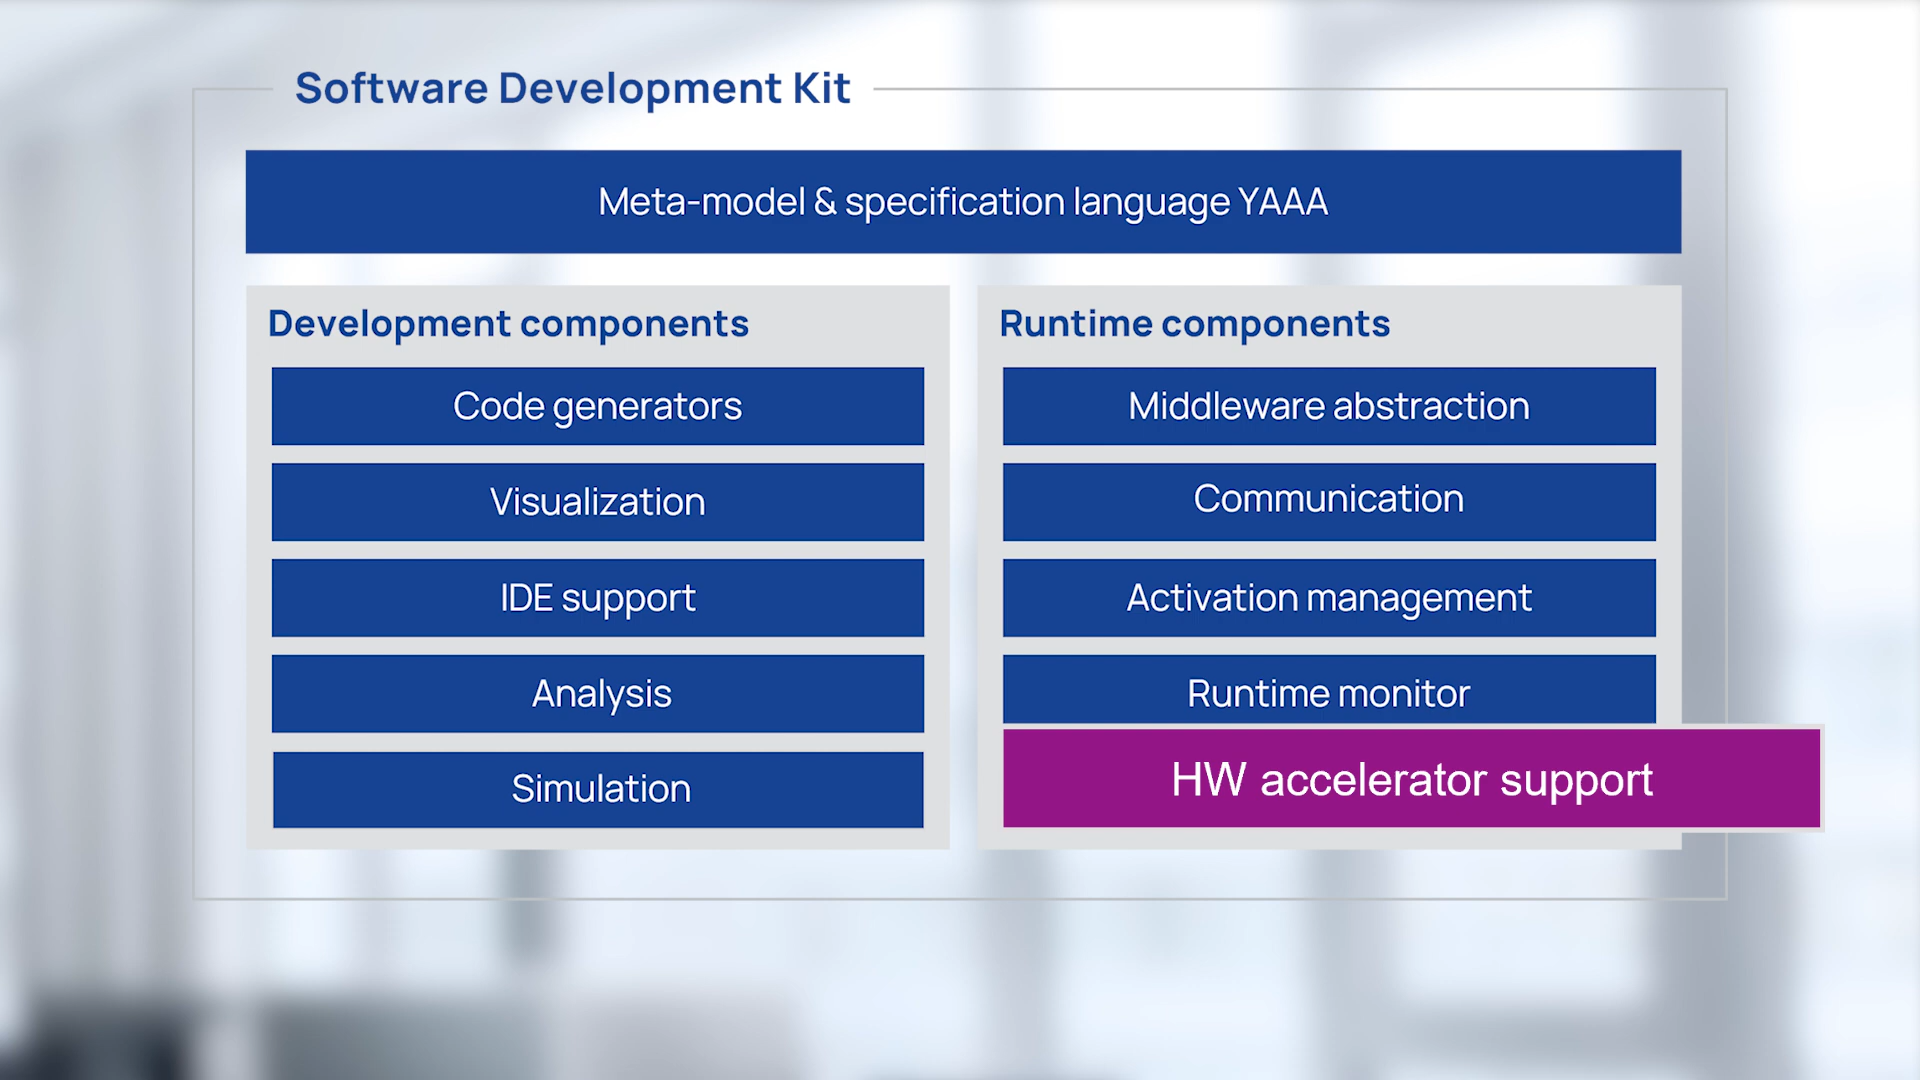 Software Development Kit
Meta-model & specification language YAAA
Development components
Code generators
Visualization
IDE support
Analysis
Simulation
Runtime components
Middleware abstraction
Communication
Activation management
Runtime monitor
HW accelerator support